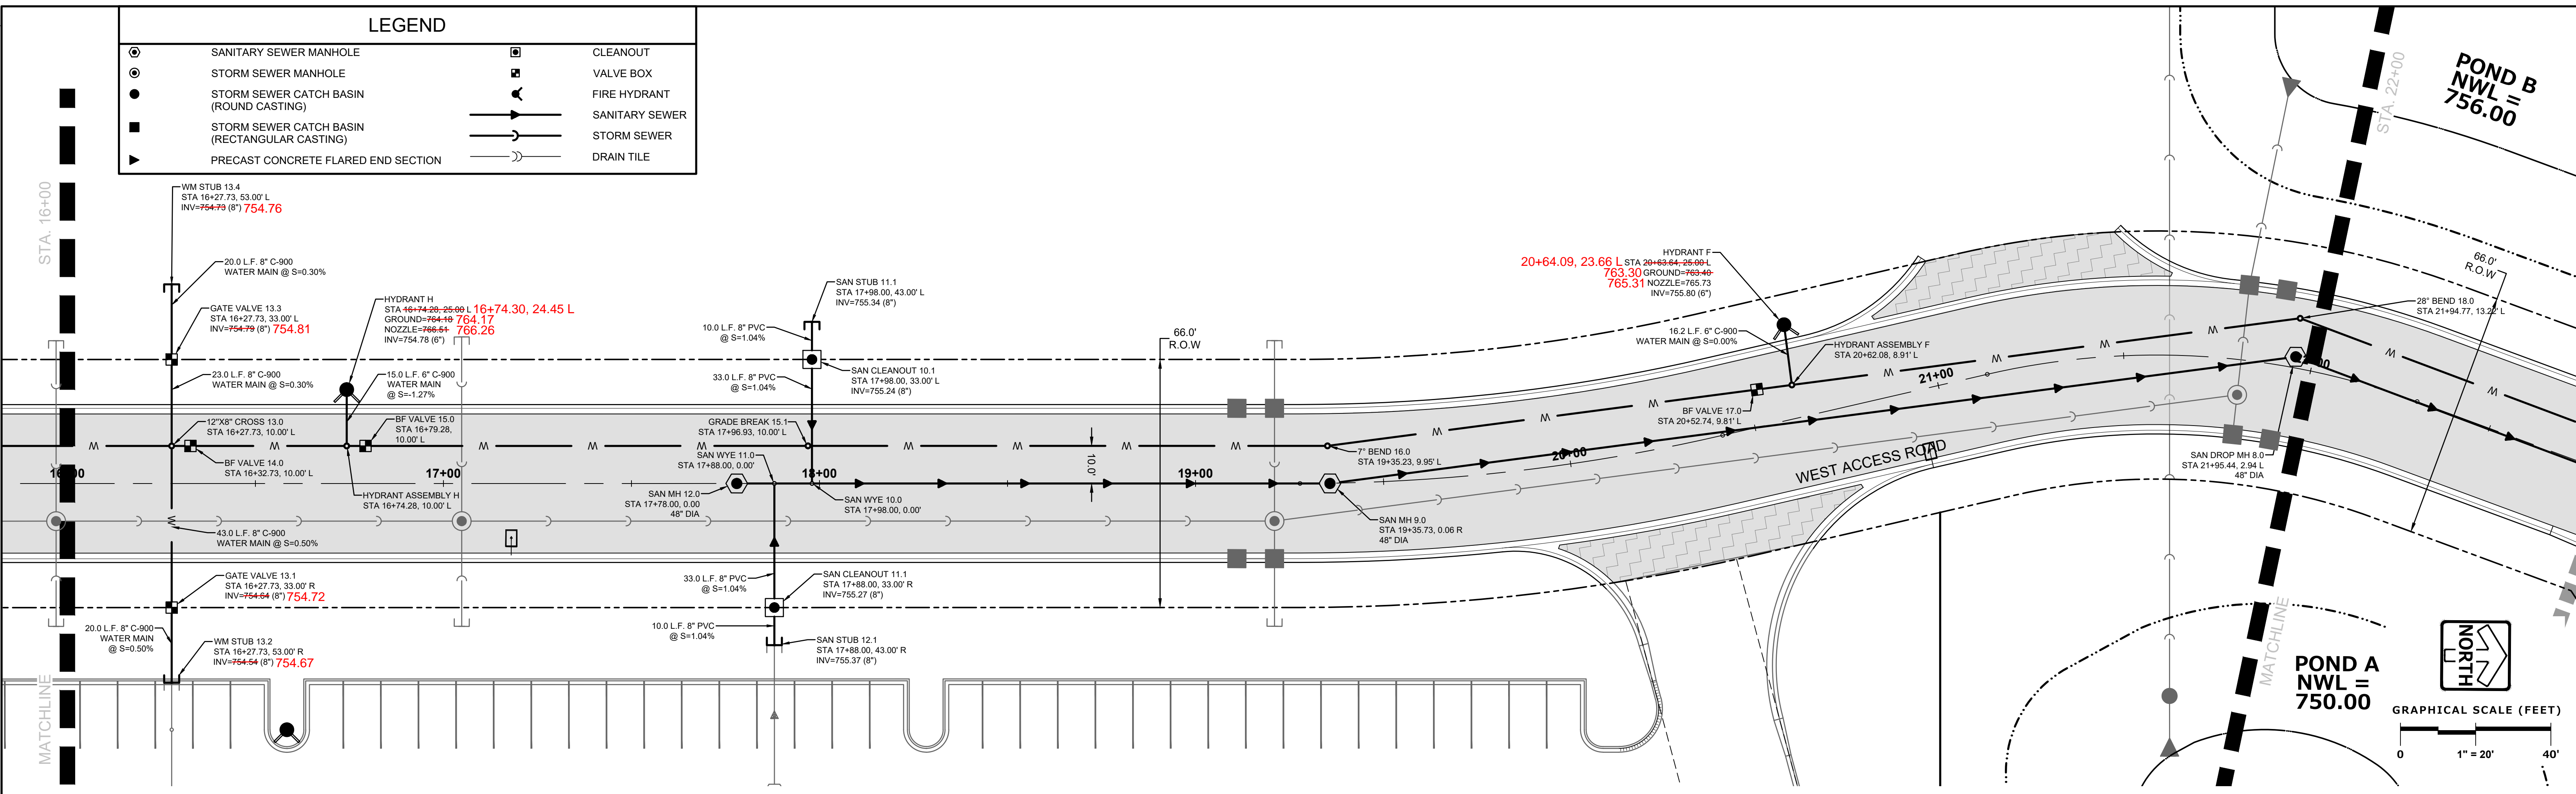 LEGEND
SANITARY SEWER MANHOLE
STORM SEWER MANHOLE
STORM SEWER CATCH BASIN
(ROUND CASTING)
STORM SEWER CATCH BASIN
(RECTANGULAR CASTING)
PRECAST CONCRETE FLARED END SECTION
CLEANOUT
VALVE BOX
FIRE HYDRANT
SANITARY SEWER
STORM SEWER
DRAIN TILE
STA. 16+00
MATCHLINE
WM STUB 13.4
STA 16+27.73, 53.00' L
INV=754.73 (8") 754.76
20.0 L.F. 8" C-900
WATER MAIN @ S=0.30%
GATE VALVE 13.3
STA 16+27.73, 33.00' L
INV=754.79 (8") 754.81
23.0 L.F. 8" C-900
WATER MAIN @ S=0.30%
HYDRANT H
STA 16+74.28, 25.00 L 16+74.30, 24.45 L
GROUND=764.18 764.17
NOZZLE=766.51 766.26
INV=754.78 (6")
15.0 L.F. 6" C-900
WATER MAIN
@ S=-1.27%
12"X8" CROSS 13.0
STA 16+27.73, 10.00' L
BF VALVE 15.0
STA 16+79.28,
10.00' L
BF VALVE 14.0
STA 16+32.73, 10.00' L
HYDRANT ASSEMBLY H
STA 16+74.28, 10.00' L
43.0 L.F. 8" C-900
WATER MAIN @ S=0.50%
GATE VALVE 13.1
STA 16+27.73, 33.00' R
INV=754.64 (8") 754.72
20.0 L.F. 8" C-900
WATER MAIN
@ S=0.50%
WM STUB 13.2
STA 16+27.73, 53.00' R
INV=754.54 (8") 754.67
16+00
17+00
18+00
19+00
20+00
21+00
SAN STUB 11.1
STA 17+98.00, 43.00' L
INV=755.34 (8")
10.0 L.F. 8" PVC
@ S=1.04%
SAN CLEANOUT 10.1
STA 17+98.00, 33.00' L
INV=755.24 (8")
33.0 L.F. 8" PVC
@ S=1.04%
GRADE BREAK 15.1
STA 17+96.93, 10.00' L
SAN WYE 11.0
STA 17+88.00, 0.00'
SAN MH 12.0
STA 17+78.00, 0.00
48" DIA
SAN WYE 10.0
STA 17+98.00, 0.00'
33.0 L.F. 8" PVC
@ S=1.04%
SAN CLEANOUT 11.1
STA 17+88.00, 33.00' R
INV=755.27 (8")
10.0 L.F. 8" PVC
@ S=1.04%
SAN STUB 12.1
STA 17+88.00, 43.00' R
INV=755.37 (8")
10.0'
66.0'
R.O.W
7° BEND 16.0
STA 19+35.23, 9.95' L
SAN MH 9.0
STA 19+35.73, 0.06 R
48" DIA
HYDRANT F
20+64.09, 23.66 L STA 20+63.64, 25.00 L
763.30 GROUND=763.40
765.31 NOZZLE=765.73
INV=755.80 (6")
16.2 L.F. 6" C-900
WATER MAIN @ S=0.00%
HYDRANT ASSEMBLY F
STA 20+62.08, 8.91' L
BF VALVE 17.0
STA 20+52.74, 9.81' L
WEST ACCESS ROAD
28° BEND 18.0
STA 21+94.77, 13.22' L
SAN DROP MH 8.0
STA 21+95.44, 2.94 L
48" DIA
66.0'
R.O.W
STA. 22+00
MATCHLINE
POND B
NWL =
756.00
POND A
NWL =
750.00
NORTH
GRAPHICAL SCALE (FEET)
0 1" = 20' 40'